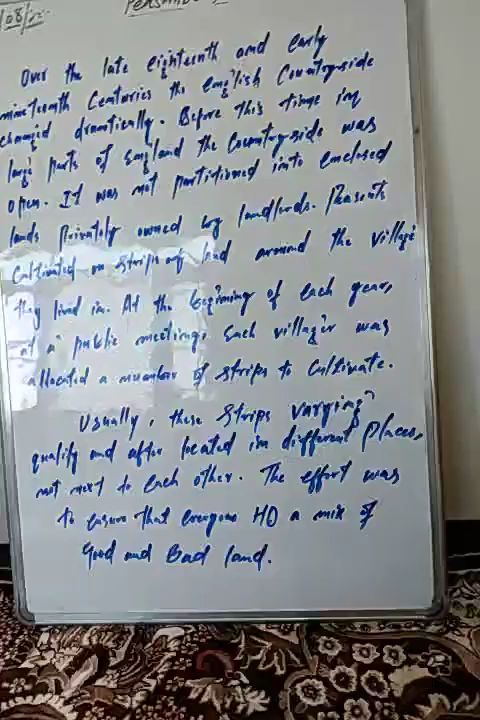 Over the late eighteenth and early
nineteenth Centuries the english Countryside
changed dramtically. Before this time in
large parts of England the Countryside was
open. It was not partitioned into enclosed
lands privately owned by landlords. Peasents
Cultivated on strips of land around the village
they lived in. At the beginning of each year,
at a public meeting, each villager was
allocated a number of strips to Cultivate.
Usually, these strips varying
quality and after located in different places,
not next to each other. The effort was
to ensure that everyone HD a mix of
Good and Bad land.